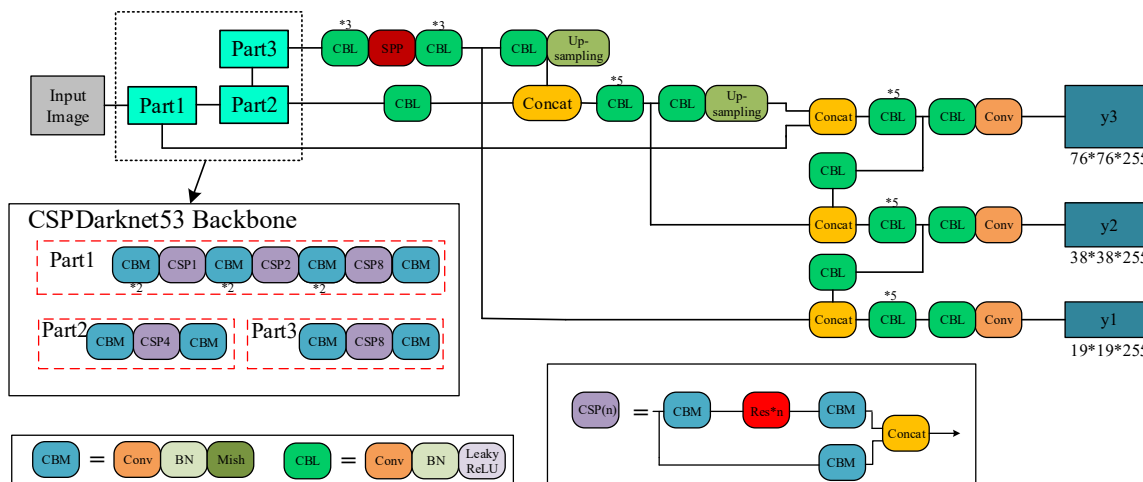 *3 *3
CBL SPP CBL CBL Up-
sampling
Part3
Input
Image
Part1 Part2 CBL Concat *5 CBL CBL Up-
sampling
Concat *5 CBL CBL Conv y3
76*76*255
CBL
Concat *5 CBL CBL Conv y2
38*38*255
CBL
Concat *5 CBL CBL Conv y1
19*19*255
CSPDarknet53 Backbone
Part1 CBM CSP1 CBM CSP2 CBM CSP8 CBM
*2 *2 *2
Part2 CBM CSP4 CBM
Part3 CBM CSP8 CBM
CSP(n) = CBM Res*n CBM
Concat
CBM
CBM = Conv BN Mish
CBL = Conv BN Leaky
ReLU